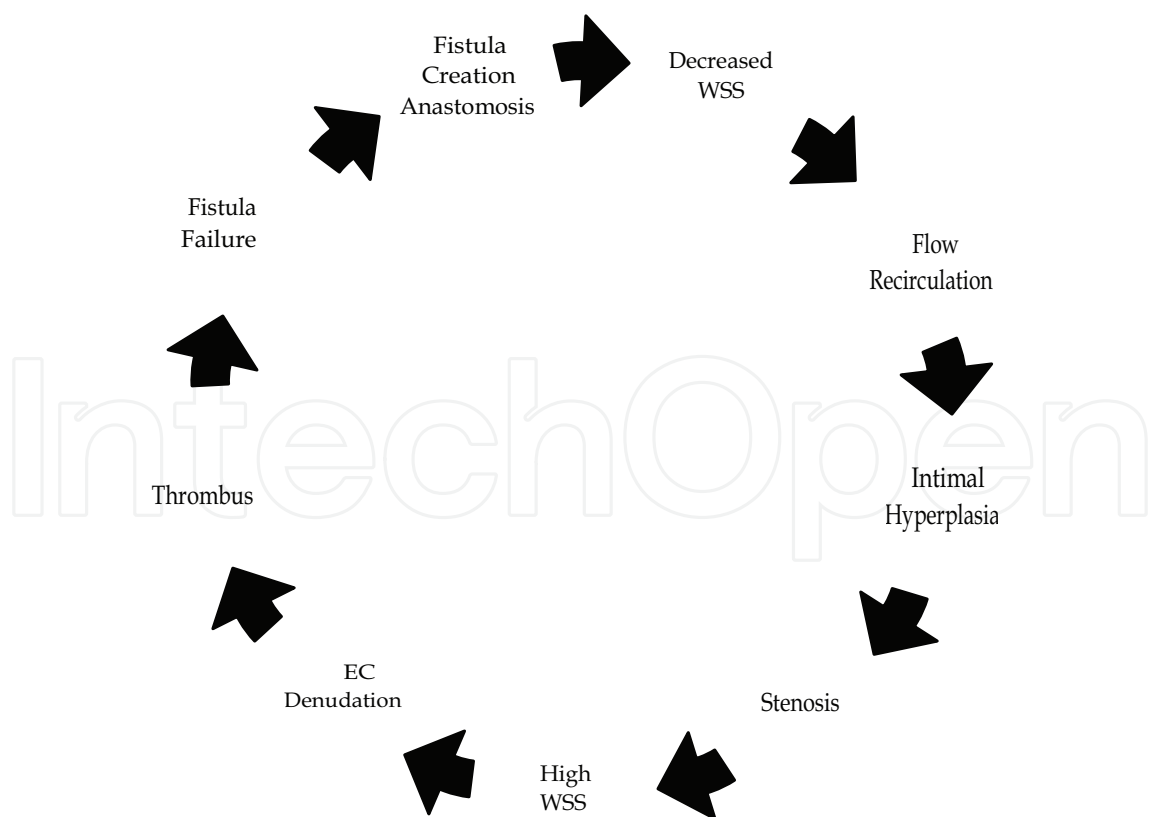 Fistula
Creation
Anastomosis
Decreased
WSS
Flow
Recirculation
Intimal
Hyperplasia
Stenosis
High
WSS
EC
Denudation
Thrombus
Fistula
Failure
IntechOpen